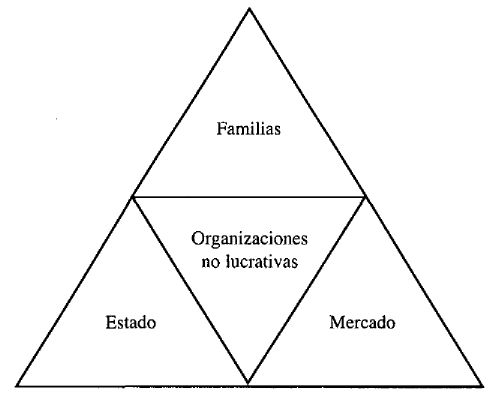 Familias
Organizaciones
no lucrativas
Estado
Mercado